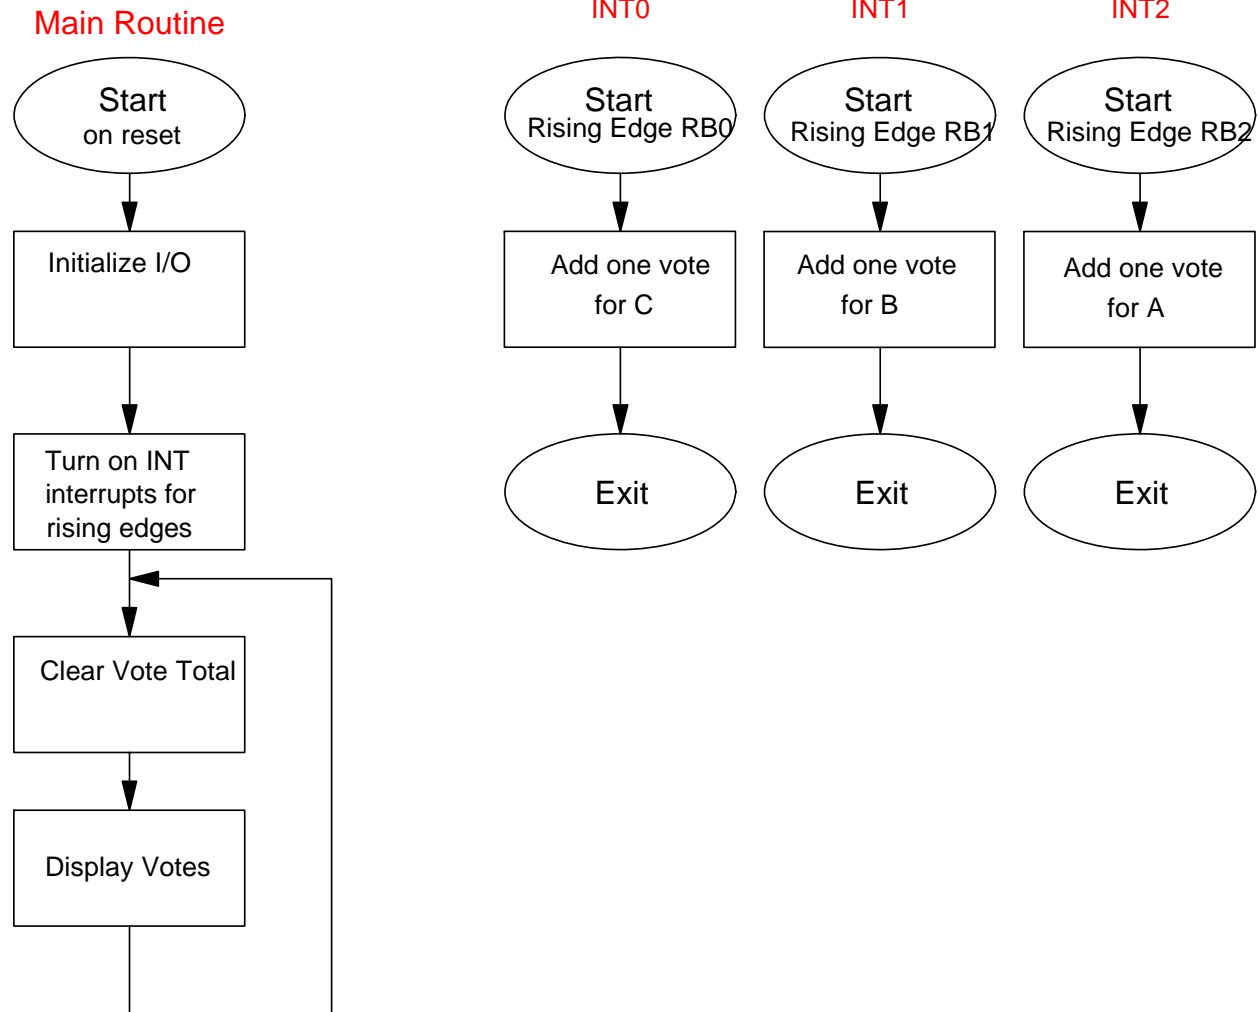 Main Routine
Start
on reset
Initialize I/O
Turn on INT
interrupts for
rising edges
Clear Vote Total
Display Votes
INT0
Start
Rising Edge RB0
Add one vote
for C
Exit
INT1
Start
Rising Edge RB1
Add one vote
for B
Exit
INT2
Start
Rising Edge RB2
Add one vote
for A
Exit